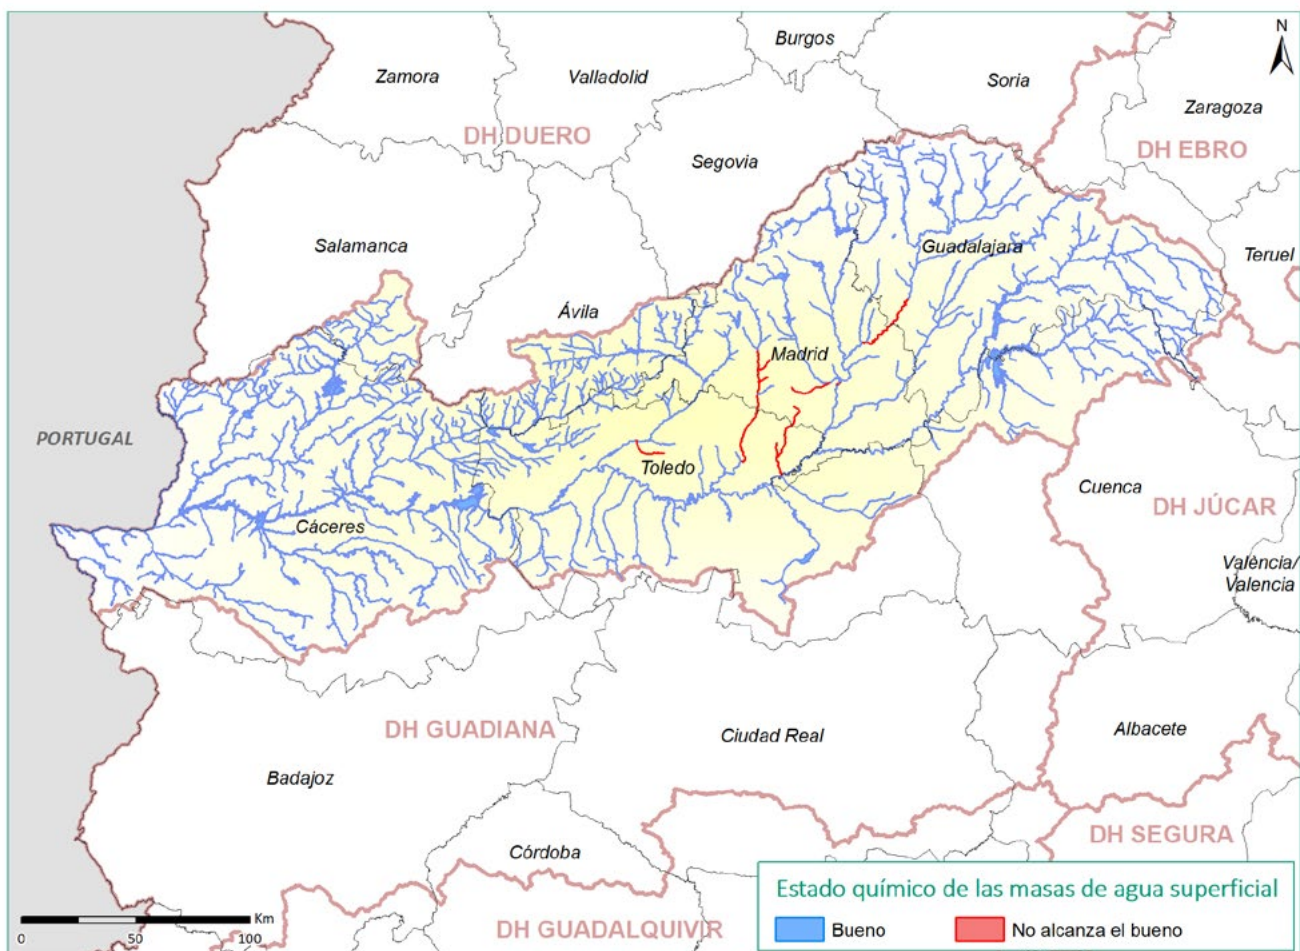 Burgos
N
Zamora
Valladolid
Soria
Zaragoza
DH DUERO
DH EBRO
Segovia
Salamanca
Guadalajara
Teruel
Ávila
Madrid
PORTUGAL
Toledo
Cuenca
DH JÚCAR
Cáceres
València/
Valencia
DH GUADIANA
Ciudad Real
Albacete
Badajoz
DH SEGURA
Córdoba
Estado químico de las masas de agua superficial
Bueno
No alcanza el bueno
DH GUADALQUIVIR
Km
0
50
100